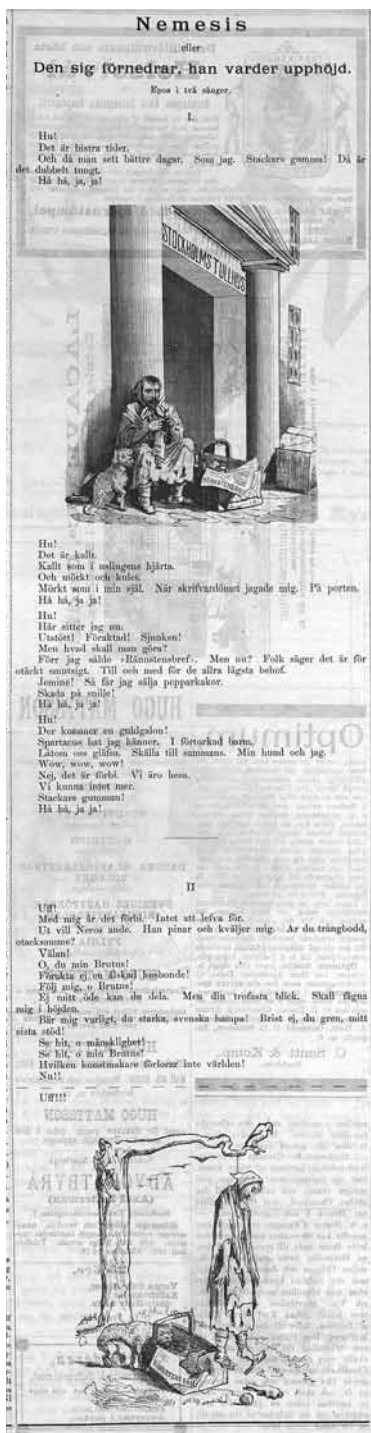 Nemesis
eller
Den sig förnedrar, han varder upphöjd.
Epos i två sånger.
I.
Hu!
Det är bistra tider.
Och då man sett bättre dagar. Som jag. Stackars gumma! Då är
det dubbelt tungt.
Hå hå, ja, ja!
STOCKHOLMS TULLHUS
Hu!
Det är kallt.
Kallt som i uslingens hjärta.
Och mörkt och kulet.
Mörkt som i min själ. När skrifvardömet jagade mig. På porten.
Hå hå, ja ja!
Hu!
Här sitter jag nu.
Utstött! Föraktad! Sjunken!
Men hvad skall man göra?
Förr jag sålde »Rännstensbref». Men nu? Folk säger det är för
otäckt smutsigt. Till och med för de allra lägsta behof.
Jemine! Så får jag sälja pepparkakor.
Skada på snille!
Hå hå, ja ja!
Hu!
Der kommer en guldgalon!
Spartacus hat jag känner. I förtorkad barm.
Låtom oss gläfsa. Skälla till sammans. Min hund och jag.
Wow, wow, wow!
Nej, det är förbi. Vi äro hesa.
Vi kunna intet mer.
Stackars gumman!
Hå hå, ja ja!
II
Uff!
Med mig är det förbi. Intet att lefva för.
Ut vill Neros ande. Han pinar och kväljer mig. Är du trångbodd,
otacksamme?
Välan!
O, du min Brutus!
Förakta ej en älskad husbonde!
Följ mig, o Brutus!
Ej mitt öde kan du dela. Men din trofasta blick. Skall fägna
mig i höjden.
Bär mig varligt, du starka, svenska hampa! Brist ej, du gren, mitt
sista stöd!
Se hit, o mänsklighet!
Se hit, o min Brutus!
Hvilken konstmakare förlorar inte världen!
Nu!!
Uff!!!